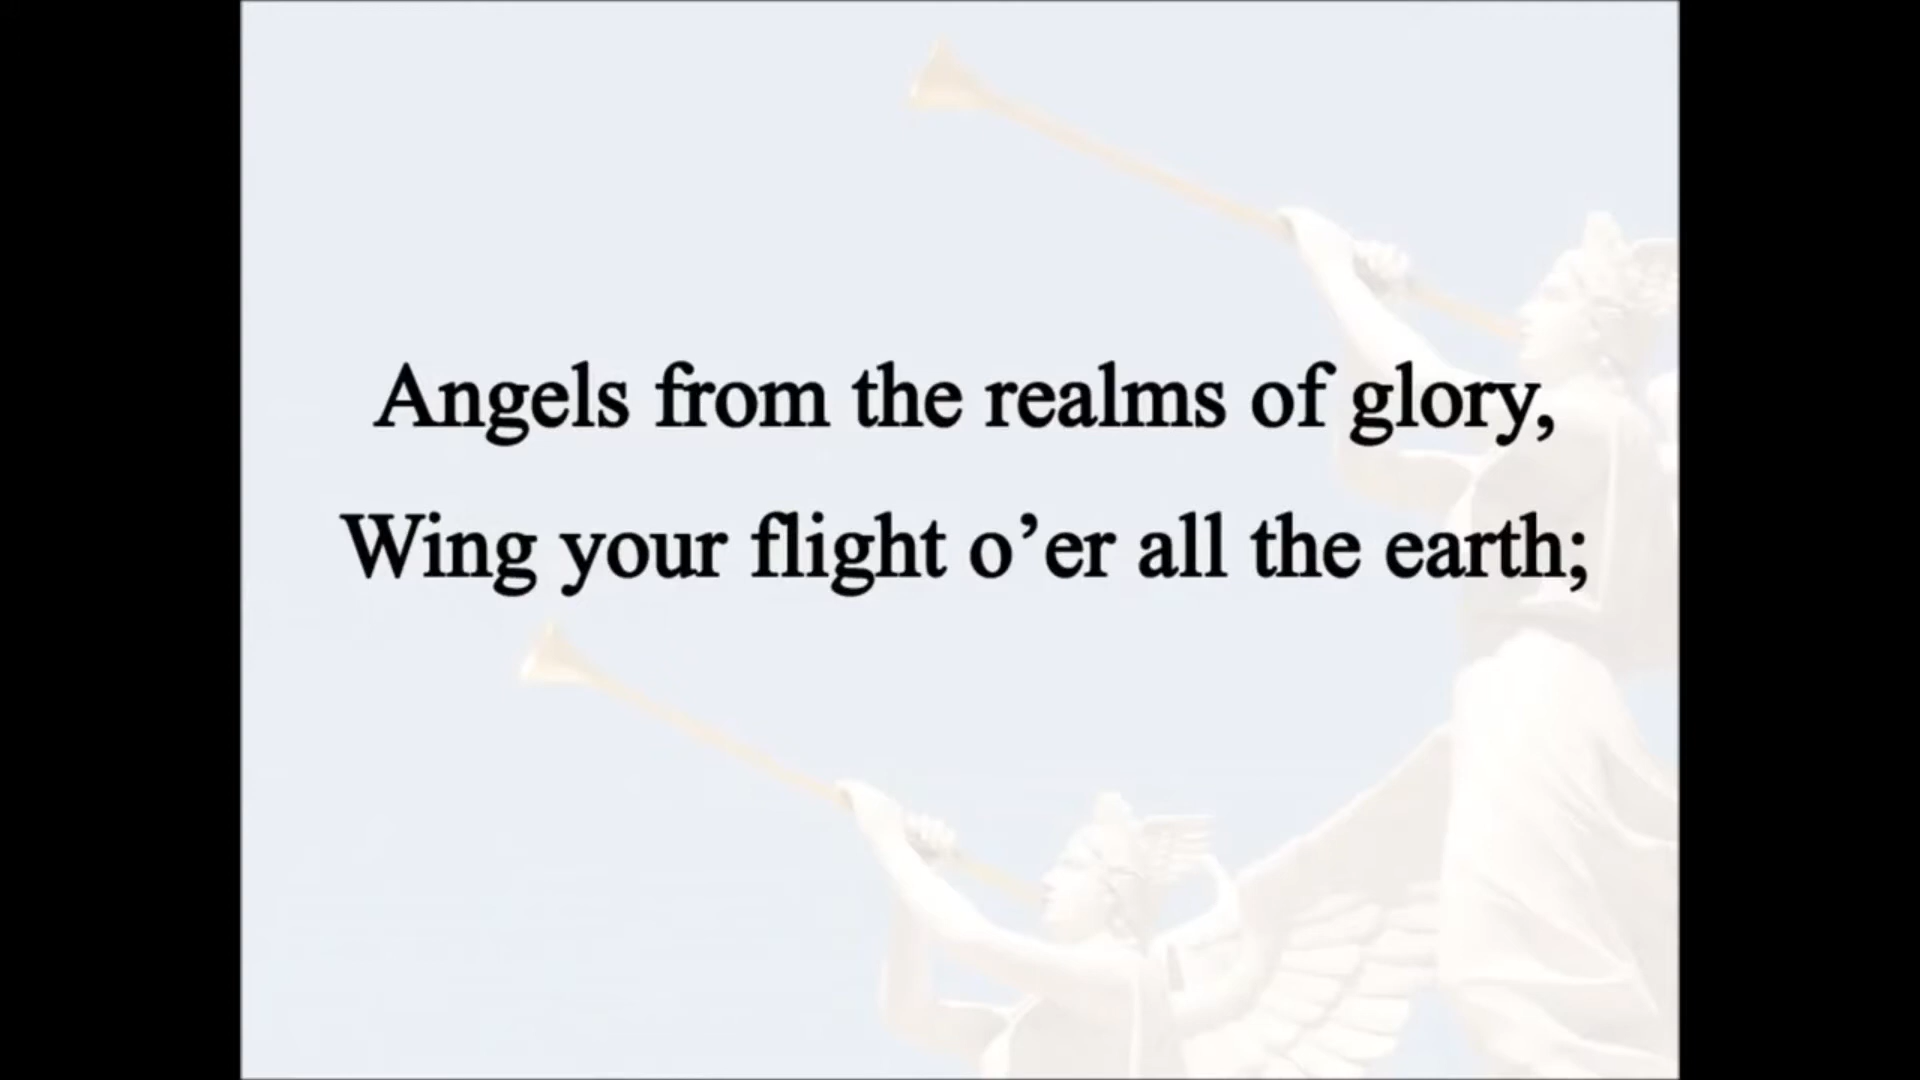 Angels from the realms of glory,
Wing your flight o’er all the earth;